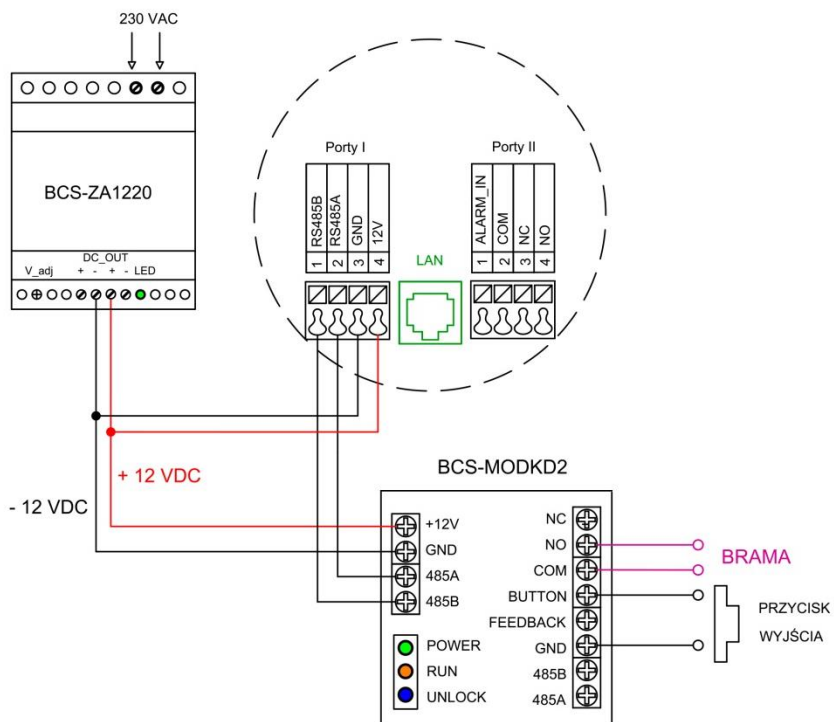 230 VAC
BCS-ZA1220
DC_OUT
V_adj + - + - LED
Porty I
RS485B
RS485A
GND
12V
1
2
3
4
LAN
Porty II
ALARM_IN
COM
NC
NO
1
2
3
4
+ 12 VDC
- 12 VDC
BCS-MODKD2
+12V
GND
485A
485B
POWER
RUN
UNLOCK
NC
NO
COM
BUTTON
FEEDBACK
GND
485B
485A
BRAMA
PRZYCISK
WYJŚCIA